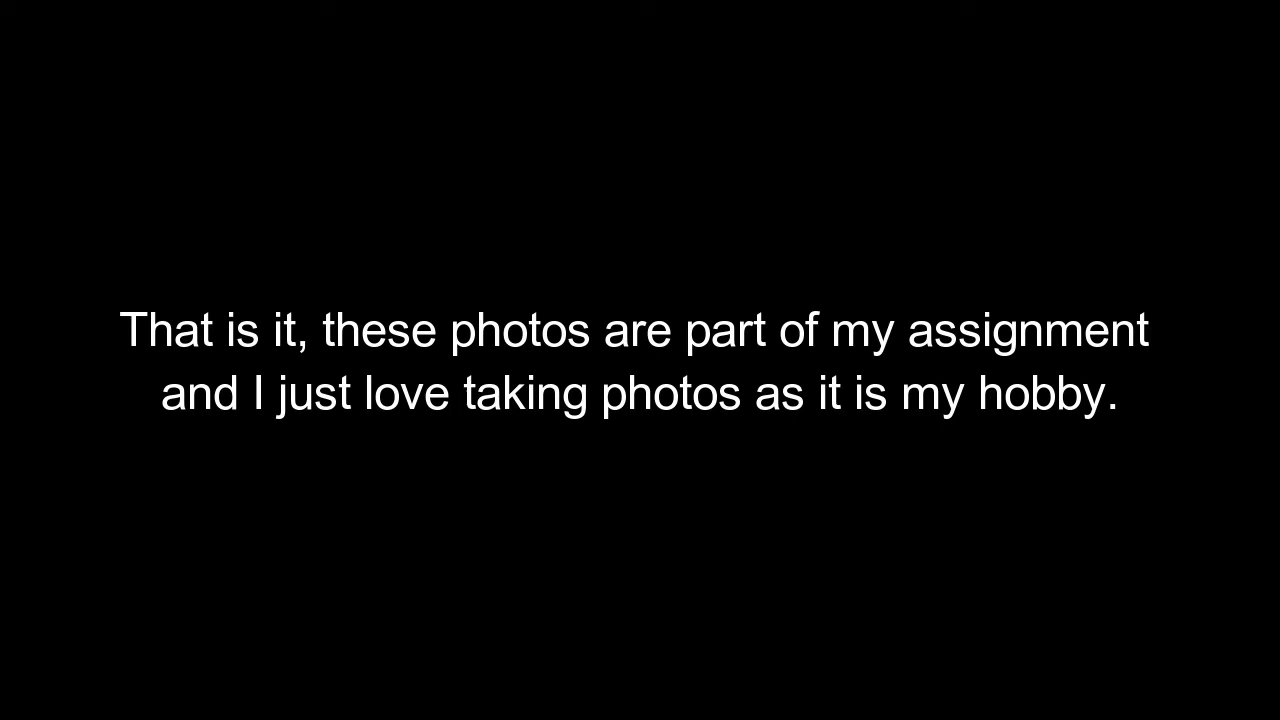 That is it, these photos are part of my assignment
and I just love taking photos as it is my hobby.